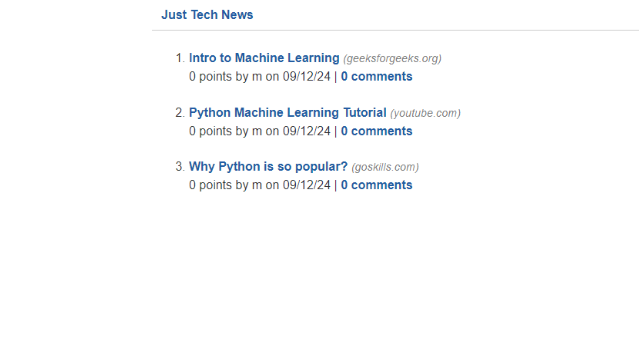 Just Tech News
1. Intro to Machine Learning (geeksforgeeks.org)
0 points by m on 09/12/24 | 0 comments
2. Python Machine Learning Tutorial (youtube.com)
0 points by m on 09/12/24 | 0 comments
3. Why Python is so popular? (goskills.com)
0 points by m on 09/12/24 | 0 comments